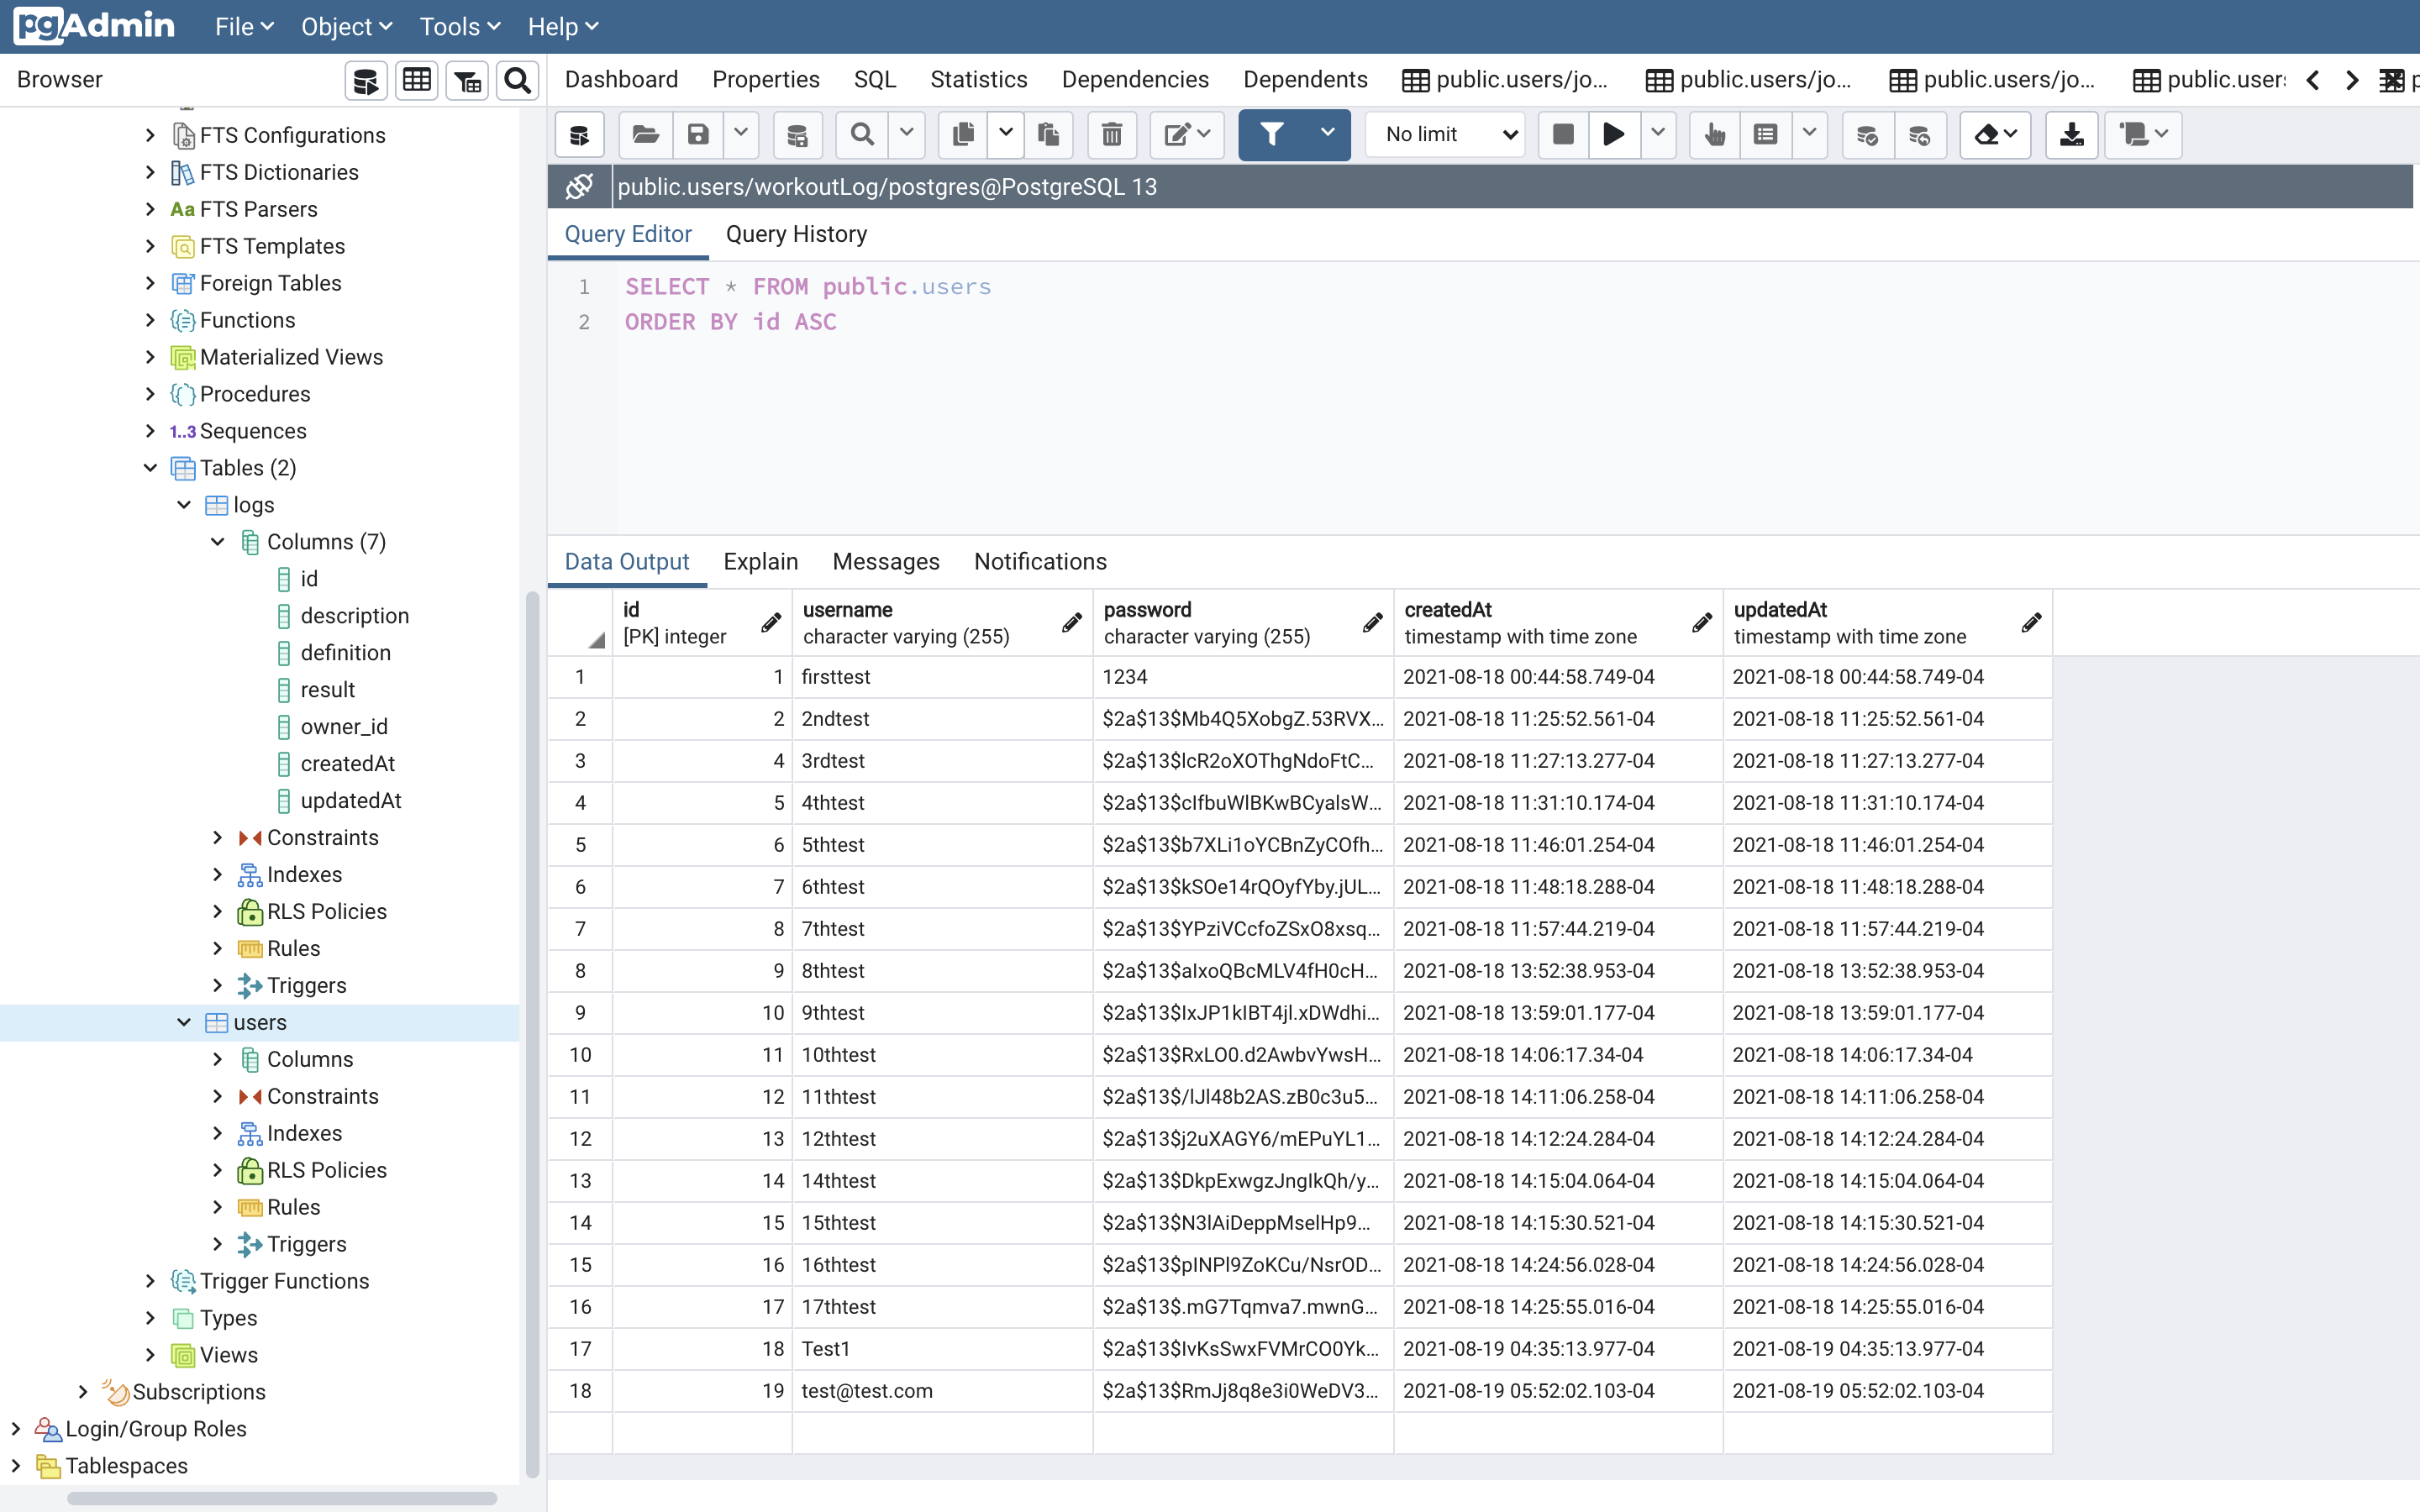 pgAdmin File Object Tools Help
Browser
Dashboard Properties SQL Statistics Dependencies Dependents public.users/jo... public.users/jo... public.users/jo... public.users
No limit
public.users/workoutLog/postgres@PostgreSQL 13
Query Editor Query History
1 SELECT * FROM public.users
2 ORDER BY id ASC
FTS Configurations
FTS Dictionaries
Aa FTS Parsers
FTS Templates
Foreign Tables
Functions
Materialized Views
Procedures
1..3 Sequences
Tables (2)
logs
Columns (7)
id
description
definition
result
owner_id
createdAt
updatedAt
Constraints
Indexes
RLS Policies
Rules
Triggers
users
Columns
Constraints
Indexes
RLS Policies
Rules
Triggers
Trigger Functions
Types
Views
Subscriptions
Login/Group Roles
Tablespaces
Data Output Explain Messages Notifications
id username password createdAt updatedAt
[PK] integer character varying (255) character varying (255) timestamp with time zone timestamp with time zone
1 1 firsttest 1234 2021-08-18 00:44:58.749-04 2021-08-18 00:44:58.749-04
2 2 2ndtest $2a$13$Mb4Q5XobgZ.53RVX... 2021-08-18 11:25:52.561-04 2021-08-18 11:25:52.561-04
3 4 3rdtest $2a$13$lcR2oXOThgNdoFtC... 2021-08-18 11:27:13.277-04 2021-08-18 11:27:13.277-04
4 5 4thtest $2a$13$cIfbuWlBKwBCyalsW... 2021-08-18 11:31:10.174-04 2021-08-18 11:31:10.174-04
5 6 5thtest $2a$13$b7XLi1oYCBnZyCOfh... 2021-08-18 11:46:01.254-04 2021-08-18 11:46:01.254-04
6 7 6thtest $2a$13$kSOe14rQOyfYby.jUL... 2021-08-18 11:48:18.288-04 2021-08-18 11:48:18.288-04
7 8 7thtest $2a$13$YPziVCcfoZSxO8xsq... 2021-08-18 11:57:44.219-04 2021-08-18 11:57:44.219-04
8 9 8thtest $2a$13$aIxoQBcMLV4fH0cH... 2021-08-18 13:52:38.953-04 2021-08-18 13:52:38.953-04
9 10 9thtest $2a$13$IxJP1kIBT4jl.xDWdhi... 2021-08-18 13:59:01.177-04 2021-08-18 13:59:01.177-04
10 11 10thtest $2a$13$RxLO0.d2AwbvYwsH... 2021-08-18 14:06:17.34-04 2021-08-18 14:06:17.34-04
11 12 11thtest $2a$13$/lJl48b2AS.zB0c3u5... 2021-08-18 14:11:06.258-04 2021-08-18 14:11:06.258-04
12 13 12thtest $2a$13$j2uXAGY6/mEPuYL1... 2021-08-18 14:12:24.284-04 2021-08-18 14:12:24.284-04
13 14 14thtest $2a$13$DkpExwgzJngIkQh/y... 2021-08-18 14:15:04.064-04 2021-08-18 14:15:04.064-04
14 15 15thtest $2a$13$N3lAiDeppMselHp9... 2021-08-18 14:15:30.521-04 2021-08-18 14:15:30.521-04
15 16 16thtest $2a$13$pINPl9ZoKCu/NsrOD... 2021-08-18 14:24:56.028-04 2021-08-18 14:24:56.028-04
16 17 17thtest $2a$13$.mG7Tqmva7.mwnG... 2021-08-18 14:25:55.016-04 2021-08-18 14:25:55.016-04
17 18 Test1 $2a$13$IvKsSwxFVMrCO0Yk... 2021-08-19 04:35:13.977-04 2021-08-19 04:35:13.977-04
18 19 test@test.com $2a$13$RmJj8q8e3i0WeDV3... 2021-08-19 05:52:02.103-04 2021-08-19 05:52:02.103-04